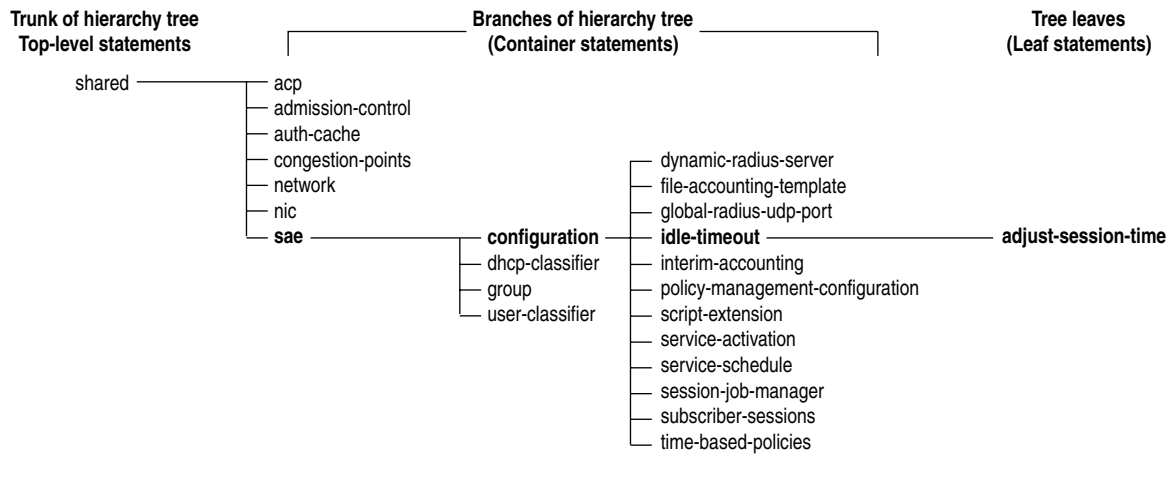 Trunk of hierarchy tree
Top-level statements
Branches of hierarchy tree
(Container statements)
Tree leaves
(Leaf statements)
shared
acp
admission-control
auth-cache
congestion-points
network
nic
sae
configuration
dhcp-classifier
group
user-classifier
dynamic-radius-server
file-accounting-template
global-radius-udp-port
idle-timeout
interim-accounting
policy-management-configuration
script-extension
service-activation
service-schedule
session-job-manager
subscriber-sessions
time-based-policies
adjust-session-time